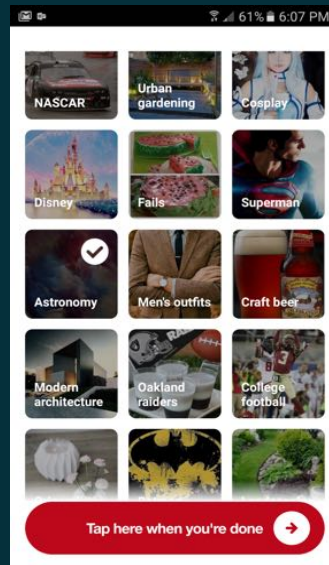 61% 6:07 PM
NASCAR
Urban
gardening
Cosplay
Disney
Fails
Superman
Astronomy
Men's outfits
Craft beer
Modern
architecture
Oakland
raiders
College
football
Tap here when you're done